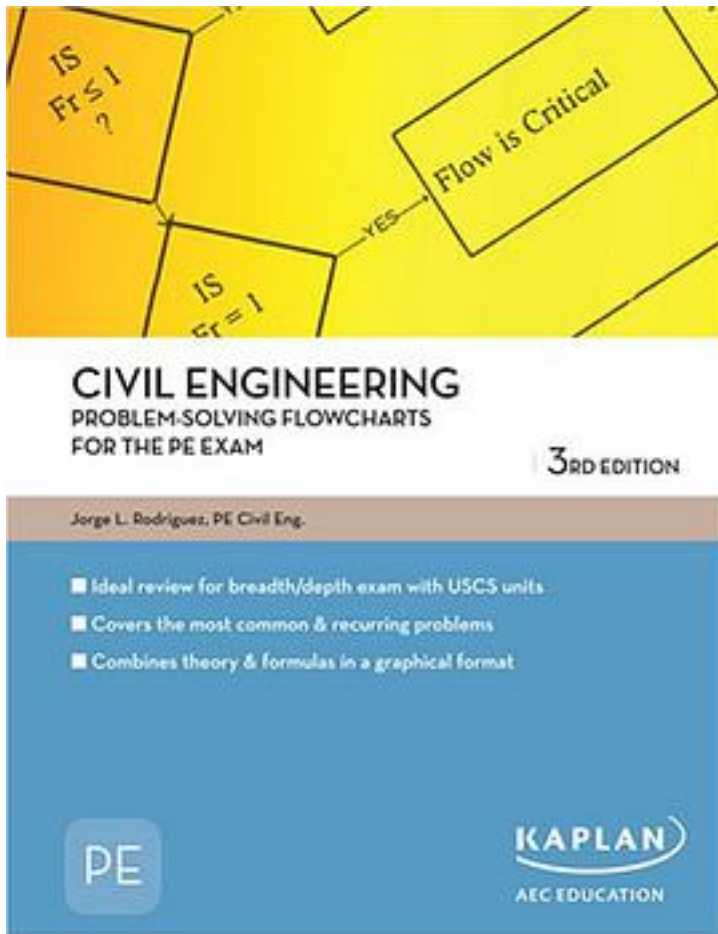 IS
Fr ≤ 1
?
Flow is Critical
YES
IS
Fr = 1
CIVIL ENGINEERING
PROBLEM-SOLVING FLOWCHARTS
FOR THE PE EXAM
3RD EDITION
Jorge L. Rodriguez, PE Civil Eng.
Ideal review for breadth/depth exam with USCS units
Covers the most common & recurring problems
Combines theory & formulas in a graphical format
PE
KAPLAN
AEC EDUCATION